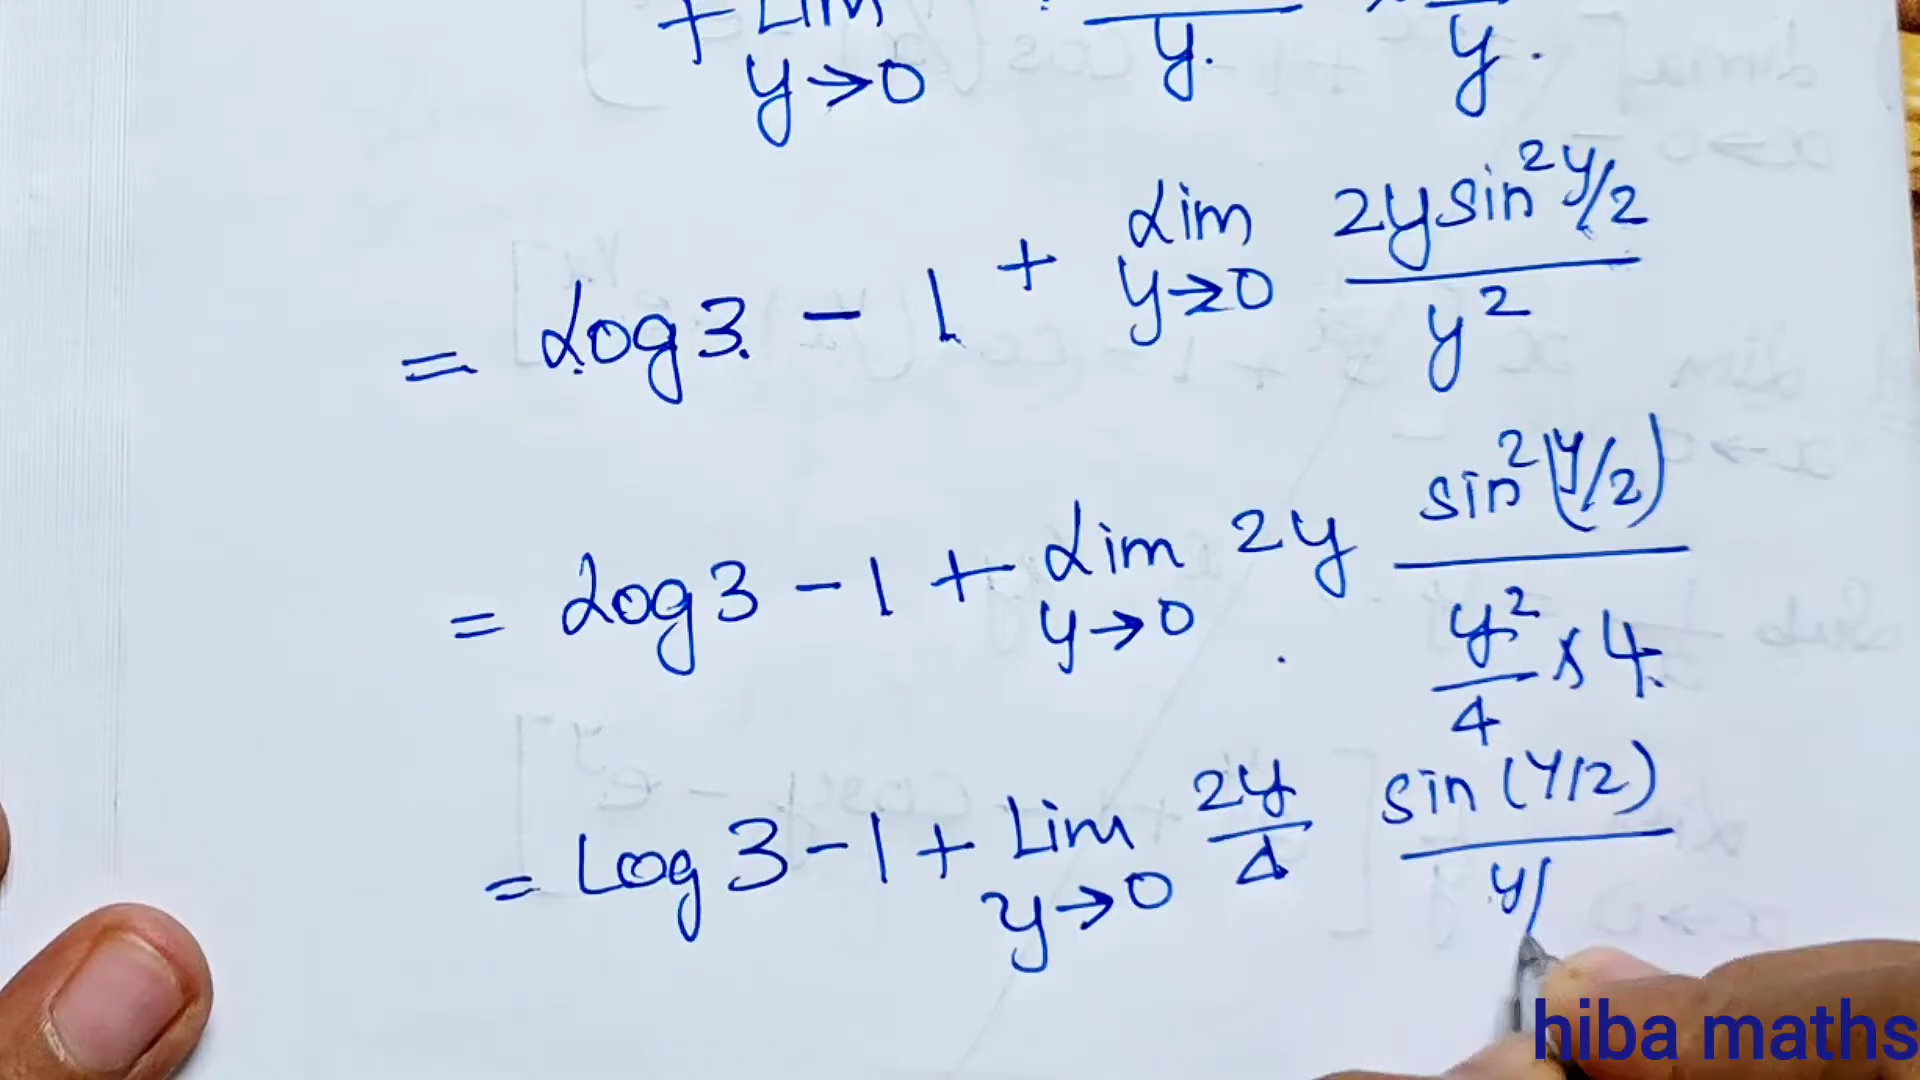 + Lim y→0 y. × y.
= Log 3 - 1 + Lim y→0 2y sin² y/2 / y²
= Log 3 - 1 + Lim y→0 2y sin² (y/2) / y²/4 × 4
= Log 3 - 1 + Lim y→0 2y/4 sin (y/2) / y/
hiba maths